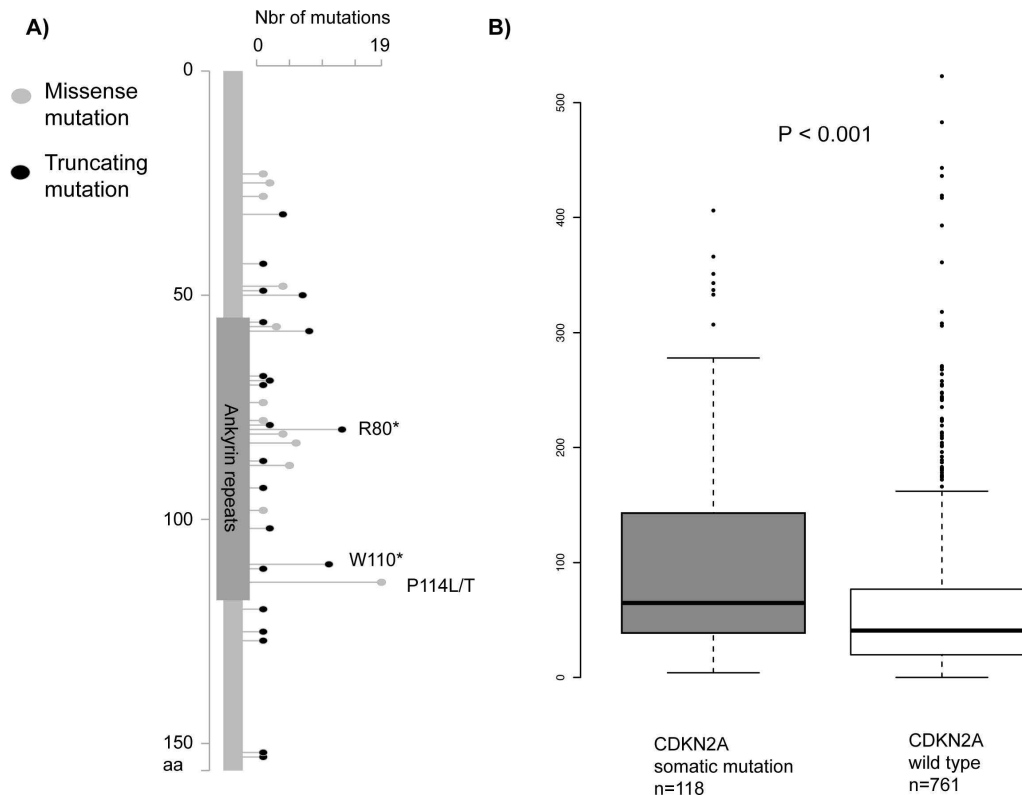 A)
Nbr of mutations
0
19
Missense
mutation
Truncating
mutation
0
50
100
150
aa
Ankyrin repeats
R80*
W110*
P114L/T
B)
P < 0.001
500
400
300
200
100
0
CDKN2A
somatic mutation
n=118
CDKN2A
wild type
n=761